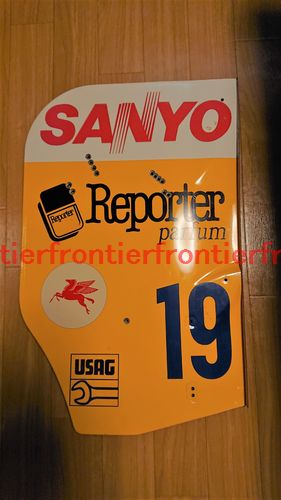 SANYO
Reporter
Reporter
parfum
tierfrontierfrontierfr
19
USAG